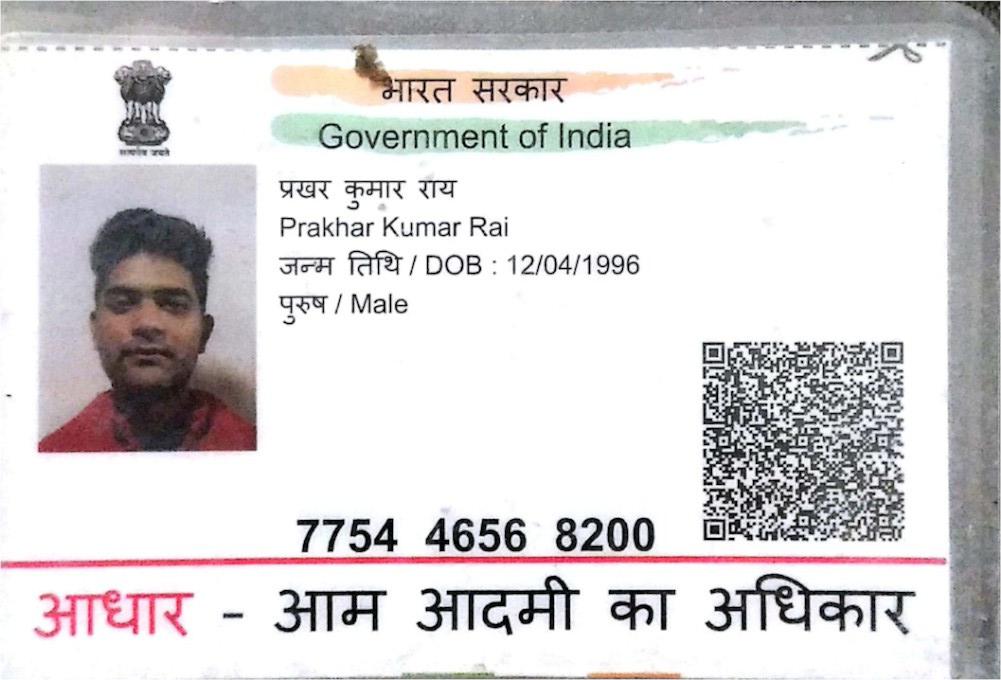 भारत सरकार
Government of India
सत्यमेव जयते
प्रखर कुमार राय
Prakhar Kumar Rai
जन्म तिथि / DOB : 12/04/1996
पुरुष / Male
7754 4656 8200
आधार - आम आदमी का अधिकार